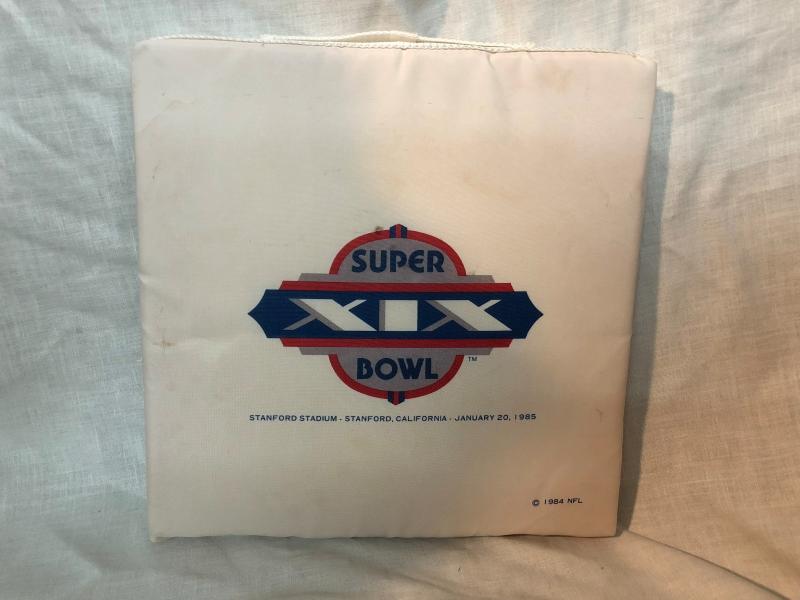 SUPER
XIX
BOWL
TM
STANFORD STADIUM - STANFORD, CALIFORNIA - JANUARY 20, 1985
© 1984 NFL